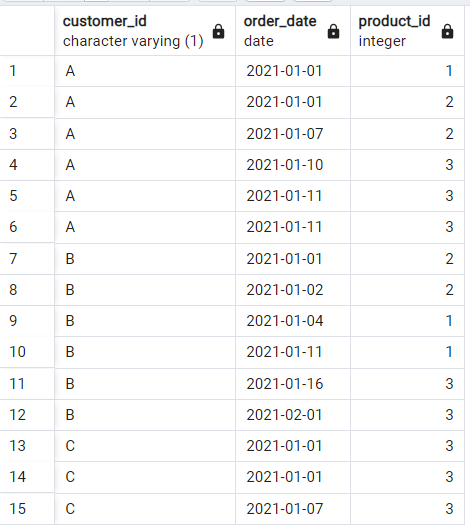 customer_id order_date product_id
character varying (1) date integer
1 A 2021-01-01 1
2 A 2021-01-01 2
3 A 2021-01-07 2
4 A 2021-01-10 3
5 A 2021-01-11 3
6 A 2021-01-11 3
7 B 2021-01-01 2
8 B 2021-01-02 2
9 B 2021-01-04 1
10 B 2021-01-11 1
11 B 2021-01-16 3
12 B 2021-02-01 3
13 C 2021-01-01 3
14 C 2021-01-01 3
15 C 2021-01-07 3